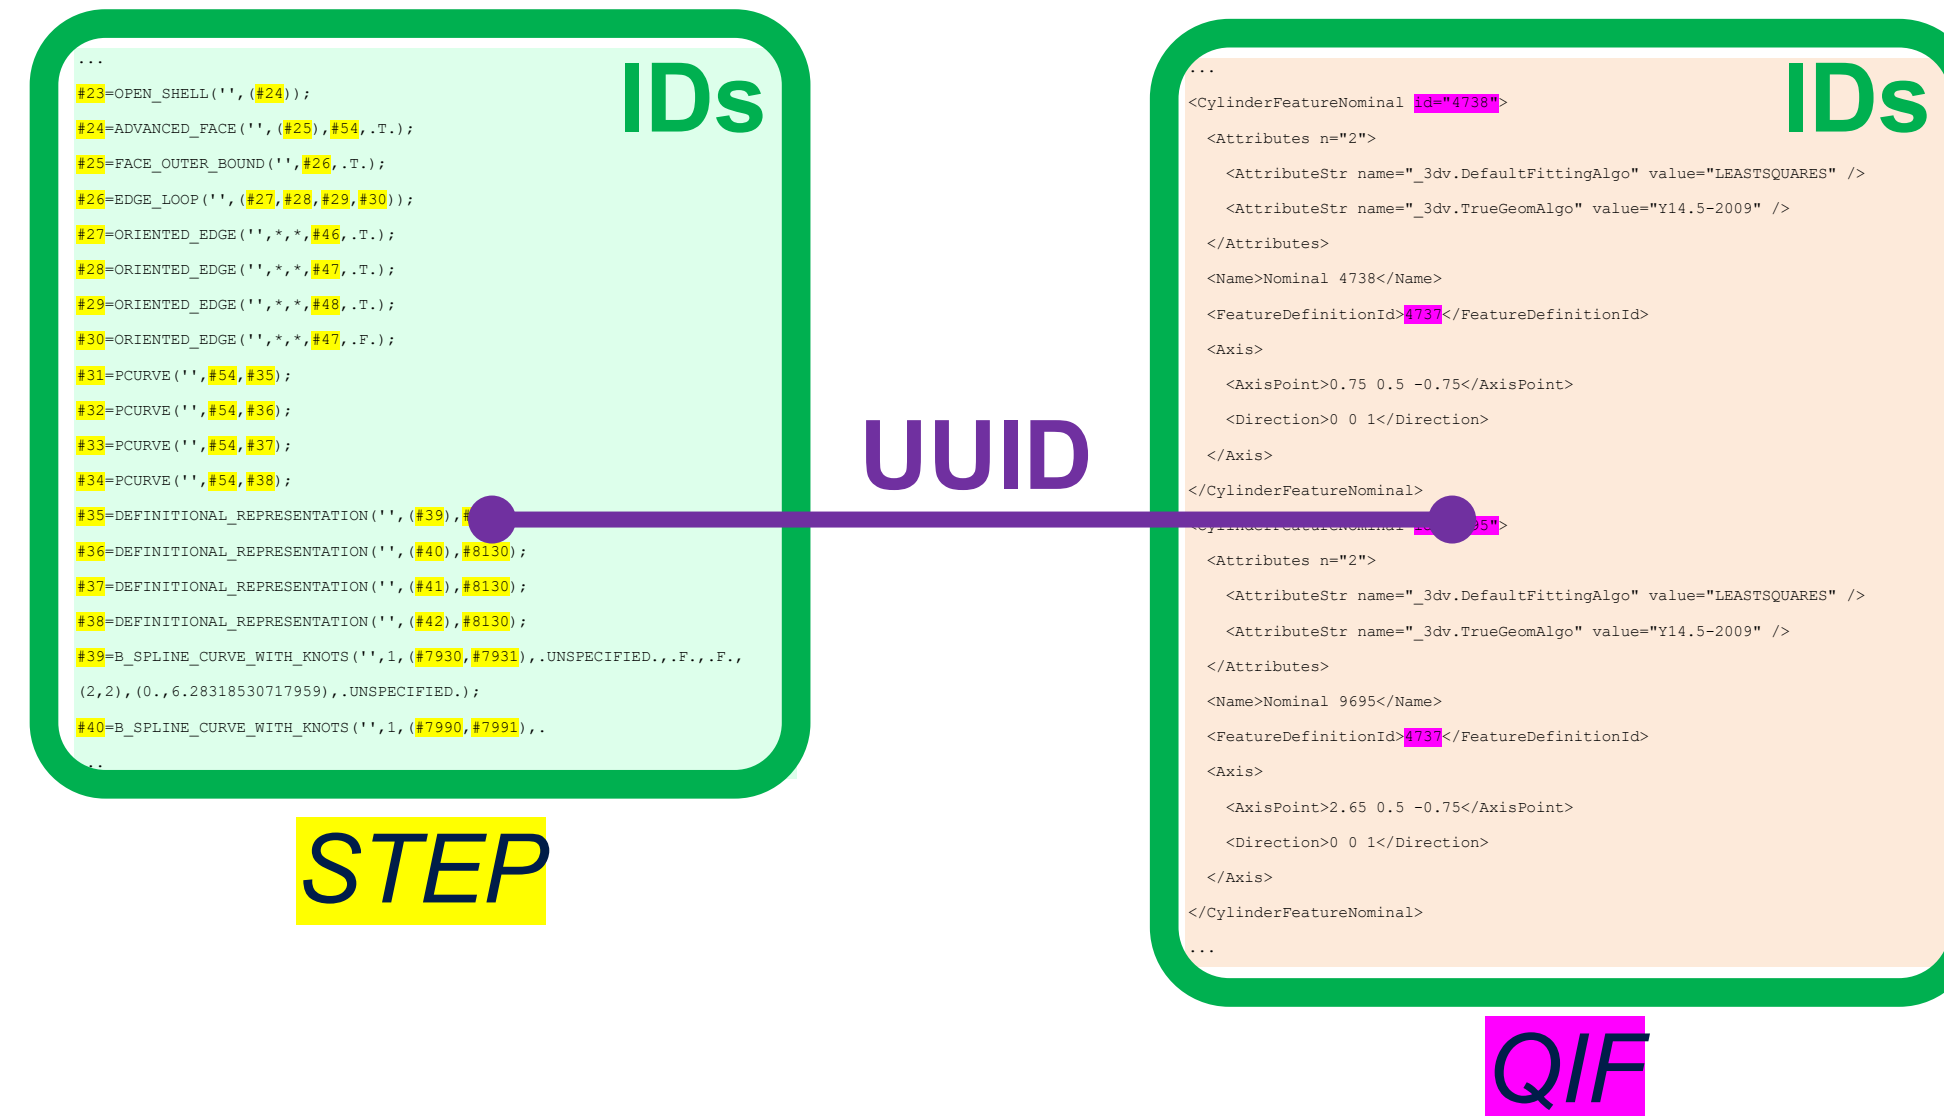 ...
IDs
#23=OPEN_SHELL('',(#24));
#24=ADVANCED_FACE('',(#25),#54,.T.);
#25=FACE_OUTER_BOUND('',#26,.T.);
#26=EDGE_LOOP('',(#27,#28,#29,#30));
#27=ORIENTED_EDGE('',*,*,#46,.T.);
#28=ORIENTED_EDGE('',*,*,#47,.T.);
#29=ORIENTED_EDGE('',*,*,#48,.T.);
#30=ORIENTED_EDGE('',*,*,#47,.F.);
#31=PCURVE('',#54,#35);
#32=PCURVE('',#54,#36);
#33=PCURVE('',#54,#37);
#34=PCURVE('',#54,#38);
#35=DEFINITIONAL_REPRESENTATION('',(#39),#
#36=DEFINITIONAL_REPRESENTATION('',(#40),#8130);
#37=DEFINITIONAL_REPRESENTATION('',(#41),#8130);
#38=DEFINITIONAL_REPRESENTATION('',(#42),#8130);
#39=B_SPLINE_CURVE_WITH_KNOTS('',1,(#7930,#7931),.UNSPECIFIED.,.F.,.F.,
(2,2),(0.,6.28318530717959),.UNSPECIFIED.);
#40=B_SPLINE_CURVE_WITH_KNOTS('',1,(#7990,#7991),.
...
STEP
UUID
...
IDs
<CylinderFeatureNominal id="4738">
<Attributes n="2">
<AttributeStr name="_3dv.DefaultFittingAlgo" value="LEASTSQUARES" />
<AttributeStr name="_3dv.TrueGeomAlgo" value="Y14.5-2009" />
</Attributes>
<Name>Nominal 4738</Name>
<FeatureDefinitionId>4737</FeatureDefinitionId>
<Axis>
<AxisPoint>0.75 0.5 -0.75</AxisPoint>
<Direction>0 0 1</Direction>
</Axis>
</CylinderFeatureNominal>
<CylinderFeatureNominal 95">
<Attributes n="2">
<AttributeStr name="_3dv.DefaultFittingAlgo" value="LEASTSQUARES" />
<AttributeStr name="_3dv.TrueGeomAlgo" value="Y14.5-2009" />
</Attributes>
<Name>Nominal 9695</Name>
<FeatureDefinitionId>4737</FeatureDefinitionId>
<Axis>
<AxisPoint>2.65 0.5 -0.75</AxisPoint>
<Direction>0 0 1</Direction>
</Axis>
</CylinderFeatureNominal>
...
QIF